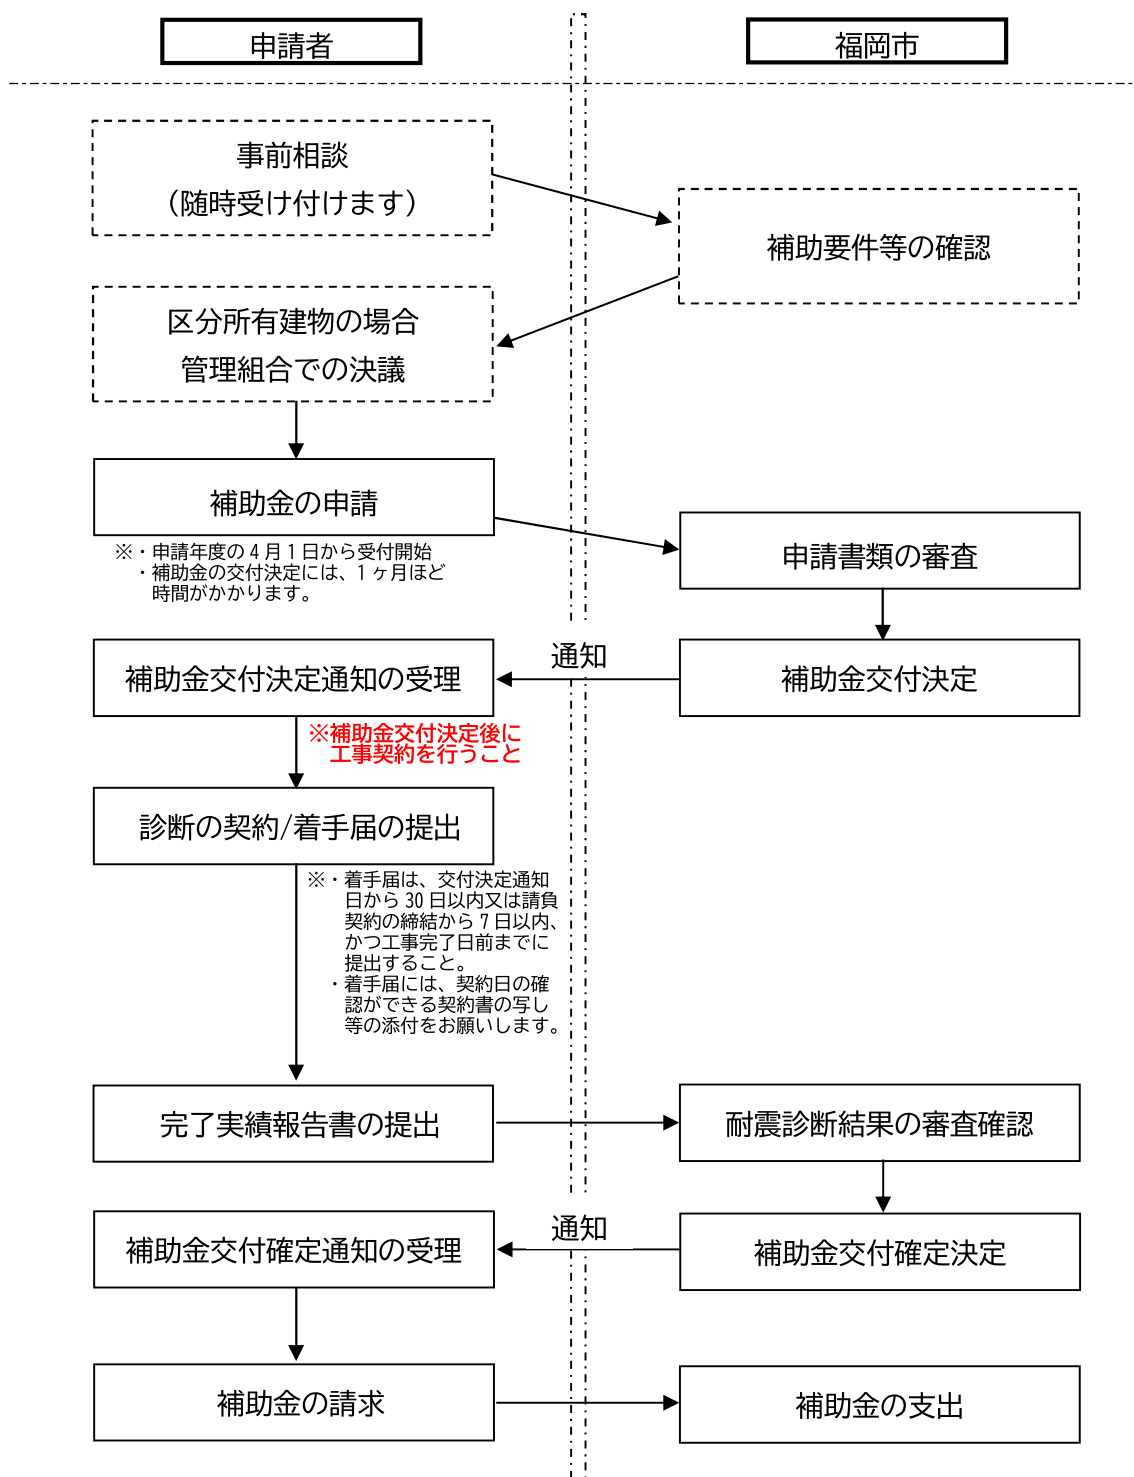 申請者
福岡市
事前相談
（随時受け付けます）
補助要件等の確認
区分所有建物の場合
管理組合での決議
補助金の申請
※・申請年度の4月1日から受付開始
・補助金の交付決定には、1ヶ月ほど
時間がかかります。
申請書類の審査
補助金交付決定通知の受理
通知
補助金交付決定
※補助金交付決定後に
工事契約を行うこと
診断の契約/着手届の提出
※・着手届は、交付決定通知
日から30日以内又は請負
契約の締結から7日以内、
かつ工事完了日前までに
提出すること。
・着手届には、契約日の確
認ができる契約書の写し
等の添付をお願いします。
完了実績報告書の提出
耐震診断結果の審査確認
補助金交付確定通知の受理
通知
補助金交付確定決定
補助金の請求
補助金の支出